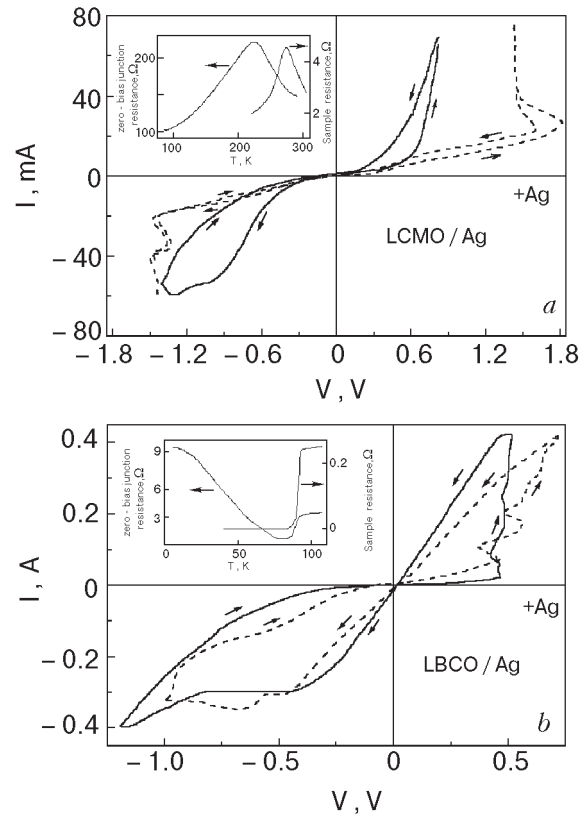 80
40
0
− 40
− 80
I , mA
− 1.8 − 1.2 − 0.6 0 0.6 1.2 1.8
V , V
+Ag
LCMO / Ag
a
zero - bias junction
resistance,Ω
200
100
100 200 300
T , K
4
2
Sample resistance,Ω
0.4
0.2
0
− 0.2
− 0.4
I , A
− 1.0 − 0.5 0 0.5
V , V
+Ag
LBCO / Ag
b
zero - bias junction
resistance,Ω
9
6
3
0 50 100
T , K
0.2
0
Sample resistance,Ω